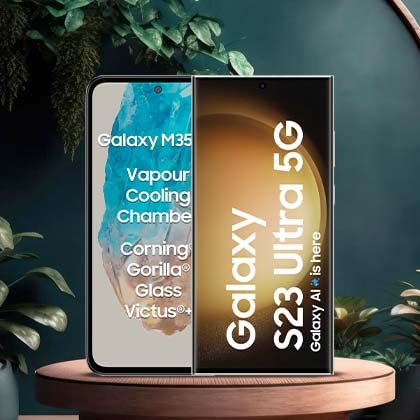 Galaxy M35
Vapour
Cooling
Chambe
Corning®
Gorilla®
Glass
Victus®+
Galaxy
S23 Ultra 5G
Galaxy AI is here